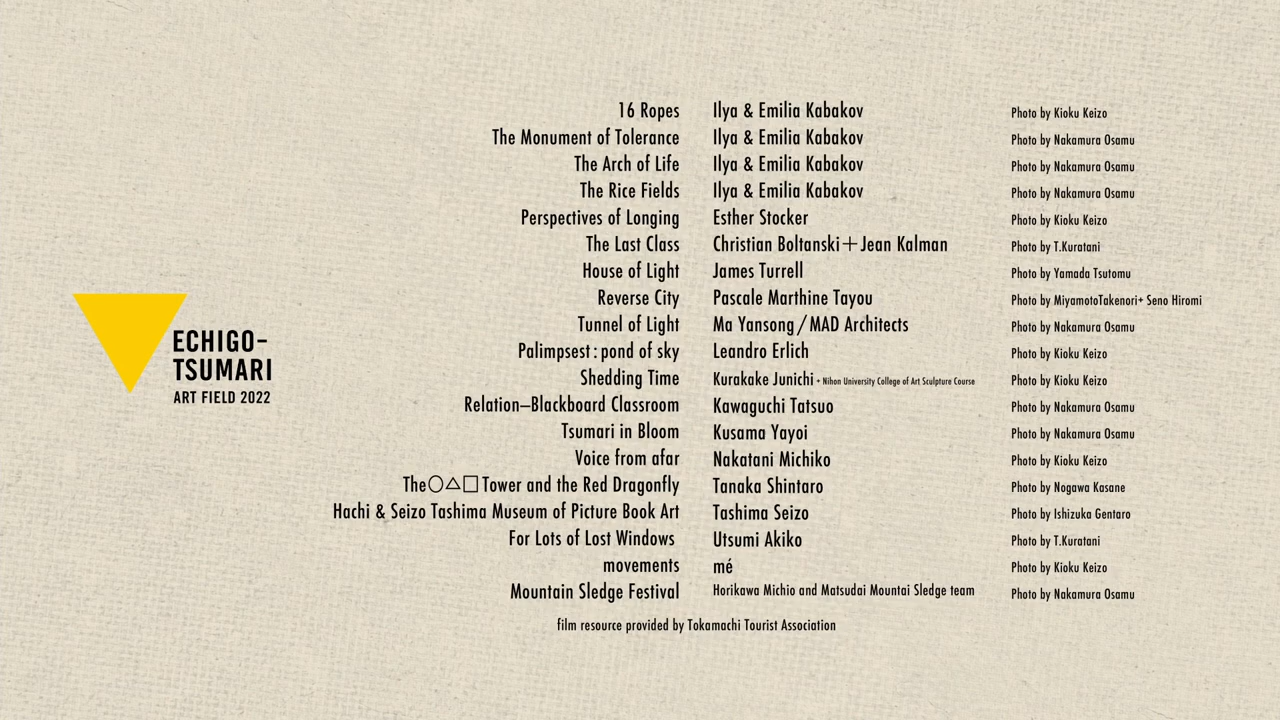 ECHIGO-
TSUMARI
ART FIELD 2022
16 Ropes Ilya & Emilia Kabakov Photo by Kioku Keizo
The Monument of Tolerance Ilya & Emilia Kabakov Photo by Nakamura Osamu
The Arch of Life Ilya & Emilia Kabakov Photo by Nakamura Osamu
The Rice Fields Ilya & Emilia Kabakov Photo by Nakamura Osamu
Perspectives of Longing Esther Stocker Photo by Kioku Keizo
The Last Class Christian Boltanski+Jean Kalman Photo by T.Kuratani
House of Light James Turrell Photo by Yamada Tsutomu
Reverse City Pascale Marthine Tayou Photo by MiyamotoTakenori+ Seno Hiromi
Tunnel of Light Ma Yansong/MAD Architects Photo by Nakamura Osamu
Palimpsest : pond of sky Leandro Erlich Photo by Kioku Keizo
Shedding Time Kurakake Junichi + Nihon University College of Art Sculpture Course Photo by Kioku Keizo
Relation—Blackboard Classroom Kawaguchi Tatsuo Photo by Nakamura Osamu
Tsumari in Bloom Kusama Yayoi Photo by Nakamura Osamu
Voice from afar Nakatani Michiko Photo by Kioku Keizo
The○△□Tower and the Red Dragonfly Tanaka Shintaro Photo by Nogawa Kasane
Hachi & Seizo Tashima Museum of Picture Book Art Tashima Seizo Photo by Ishizuka Gentaro
For Lots of Lost Windows Utsumi Akiko Photo by T.Kuratani
movements mé Photo by Kioku Keizo
Mountain Sledge Festival Horikawa Michio and Matsudai Mountai Sledge team Photo by Nakamura Osamu
film resource provided by Tokamachi Tourist Association